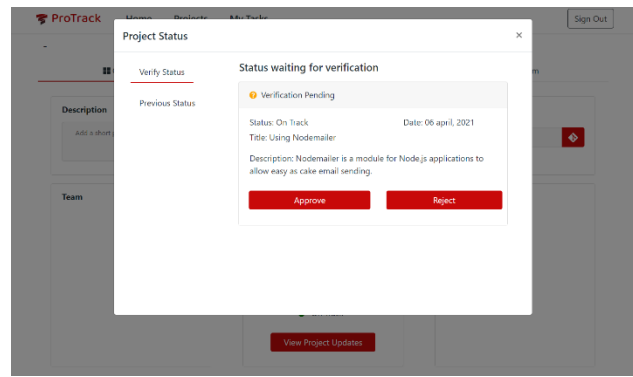 ProTrack Home Projects My Tasks Sign Out
Project Status ×
Verify Status
Previous Status
Status waiting for verification
Verification Pending
Status: On Track Date: 06 april, 2021
Title: Using Nodemailer
Description: Nodemailer is a module for Node.js applications to
allow easy as cake email sending.
Approve Reject
Description
Add a short
Team
View Project Updates